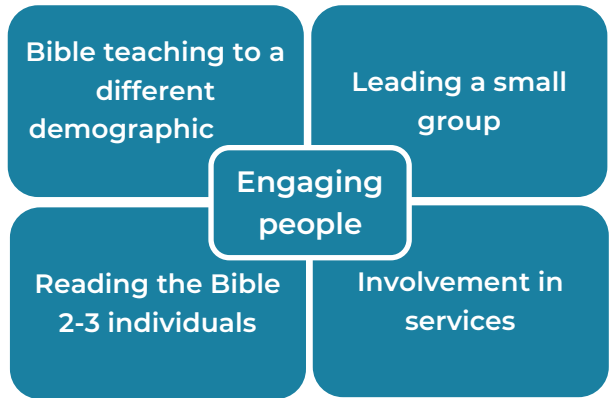 Bible teaching to a
different
demographic
Leading a small
group
Engaging
people
Reading the Bible
2-3 individuals
Involvement in
services